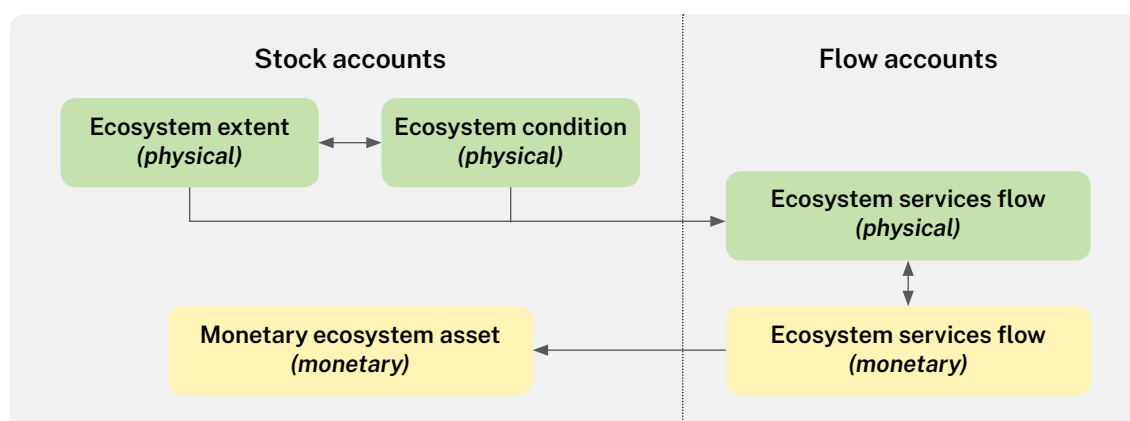 Stock accounts
Flow accounts
Ecosystem extent
(physical)
Ecosystem condition
(physical)
Ecosystem services flow
(physical)
Monetary ecosystem asset
(monetary)
Ecosystem services flow
(monetary)